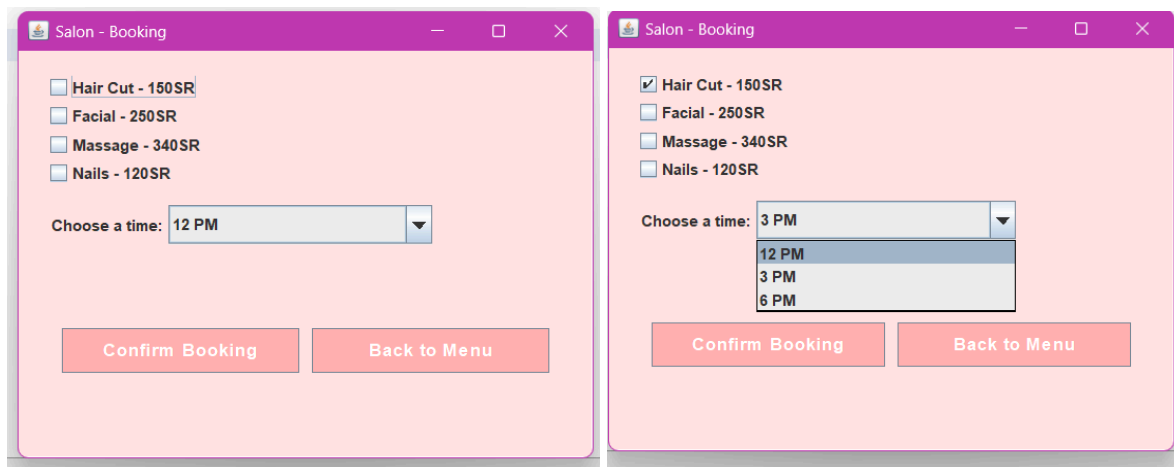 Salon - Booking
Hair Cut - 150SR
Facial - 250SR
Massage - 340SR
Nails - 120SR
Choose a time: 12 PM
Confirm Booking Back to Menu
Salon - Booking
Hair Cut - 150SR
Facial - 250SR
Massage - 340SR
Nails - 120SR
Choose a time: 3 PM
12 PM
3 PM
6 PM
Confirm Booking Back to Menu